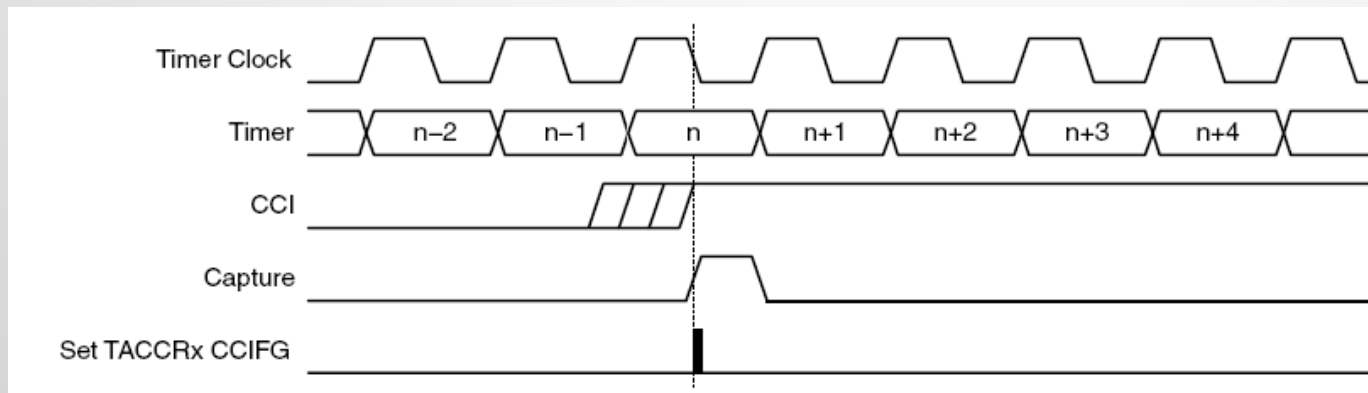 Timer Clock
Timer n−2 n−1 n n+1 n+2 n+3 n+4
CCI
Capture
Set TACCRx CCIFG